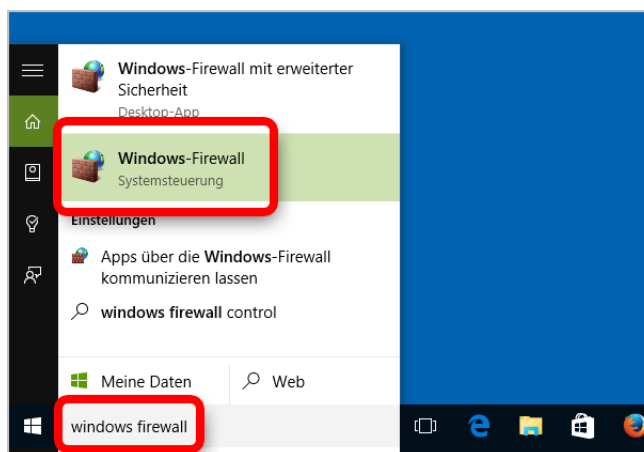 Windows-Firewall mit erweiterter
Sicherheit
Desktop-App
Windows-Firewall
Systemsteuerung
Einstellungen
Apps über die Windows-Firewall
kommunizieren lassen
windows firewall control
Meine Daten
Web
windows firewall